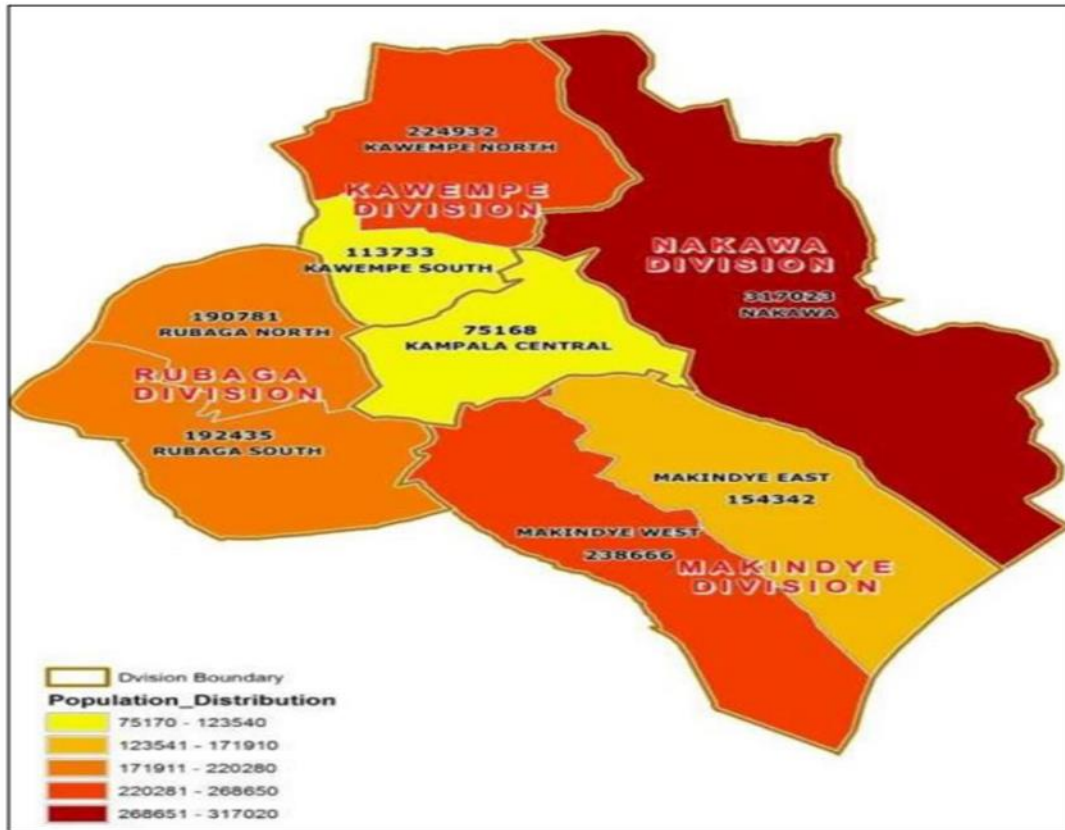 224932
KAWEMPE NORTH
KAWEMPE
DIVISION
113733
KAWEMPE SOUTH
NAKAWA
DIVISION
317023
NAKAWA
190781
RUBAGA NORTH
75168
KAMPALA CENTRAL
RUBAGA
DIVISION
192435
RUBAGA SOUTH
MAKINDYE EAST
154342
MAKINDYE WEST
238666
MAKINDYE
DIVISION
Dvision Boundary
Population_Distribution
75170 - 123540
123541 - 171910
171911 - 220280
220281 - 268650
268651 - 317020